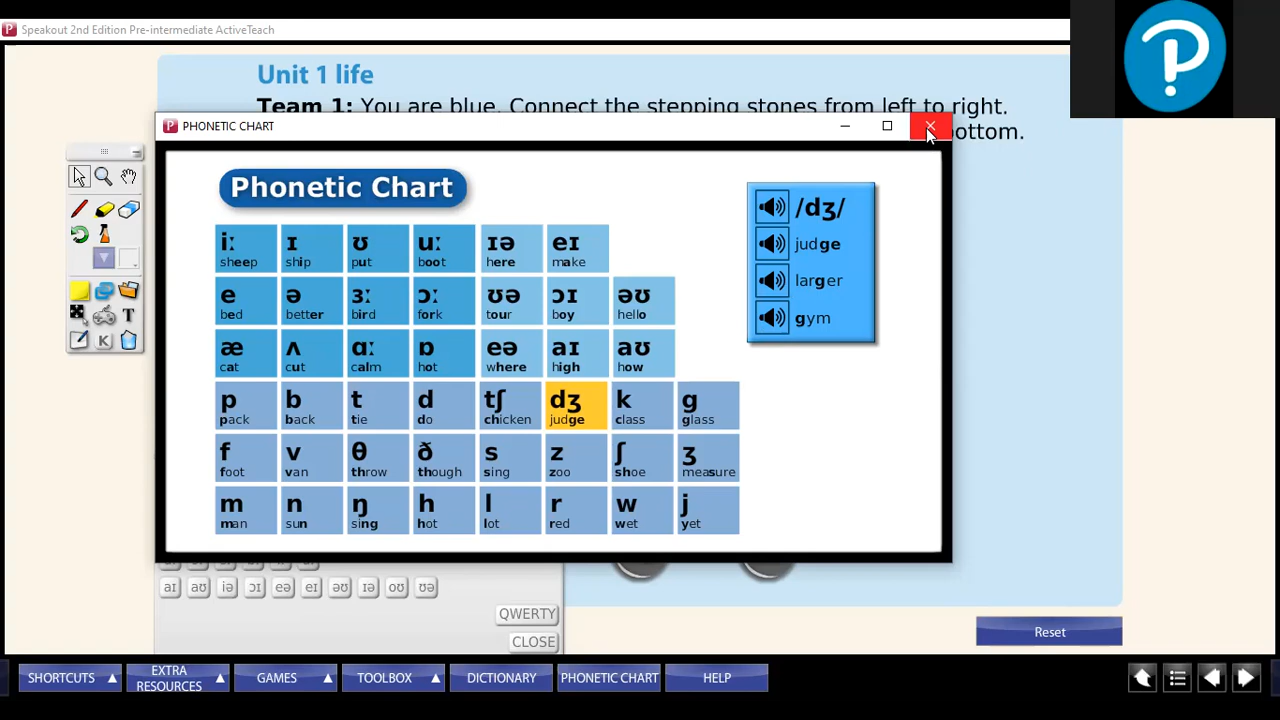 Speakout 2nd Edition Pre-intermediate ActiveTeach
Unit 1 life
Team 1: You are blue. Connect the stepping stones from left to right.
bottom.
PHONETIC CHART
Phonetic Chart
iː ɪ ʊ uː ɪə eɪ
sheep ship put boot here make
e ə ɜː ɔː ʊə ɔɪ əʊ
bed better bird fork tour boy hello
æ ʌ ɑː ɒ eə aɪ aʊ
cat cut calm hot where high how
p b t d tʃ dʒ k g
pack back tie do chicken judge class glass
f v θ ð s z ʃ ʒ
foot van throw though sing zoo shoe measure
m n ŋ h l r w j
man sun sing hot lot red wet yet
/dʒ/
judge
larger
gym
T
K
aɪ aʊ iə ɔɪ eə eɪ əʊ ɪə oʊ ʊə
QWERTY
CLOSE
Reset
SHORTCUTS
EXTRA
RESOURCES
GAMES
TOOLBOX
DICTIONARY
PHONETIC CHART
HELP